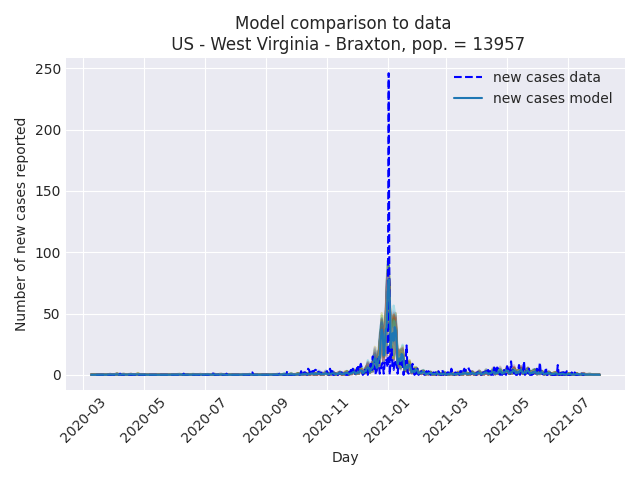 Model comparison to data
US - West Virginia - Braxton, pop. = 13957
new cases data
new cases model
Number of new cases reported
250
200
150
100
50
0
2020-03
2020-05
2020-07
2020-09
2020-11
2021-01
2021-03
2021-05
2021-07
Day